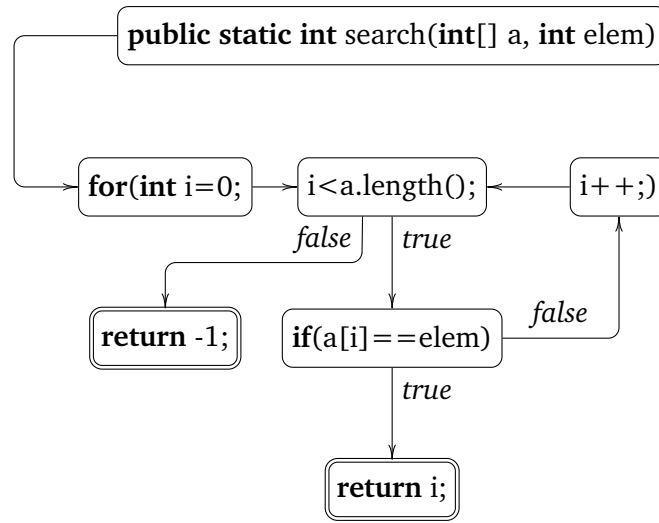 public static int search(int[] a, int elem)
for(int i=0;
i<a.length();
i++;)
false
true
return -1;
if(a[i]==elem)
false
true
return i;